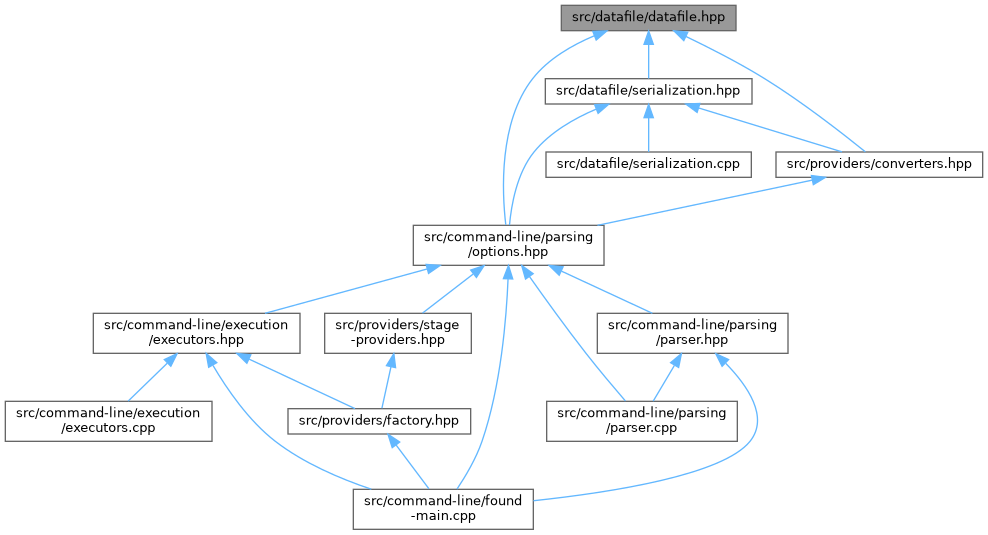 src/datafile/datafile.hpp
src/datafile/serialization.hpp
src/datafile/serialization.cpp
src/providers/converters.hpp
src/command-line/parsing
/options.hpp
src/command-line/execution
/executors.hpp
src/providers/stage
-providers.hpp
src/command-line/parsing
/parser.hpp
src/command-line/execution
/executors.cpp
src/providers/factory.hpp
src/command-line/parsing
/parser.cpp
src/command-line/found
-main.cpp